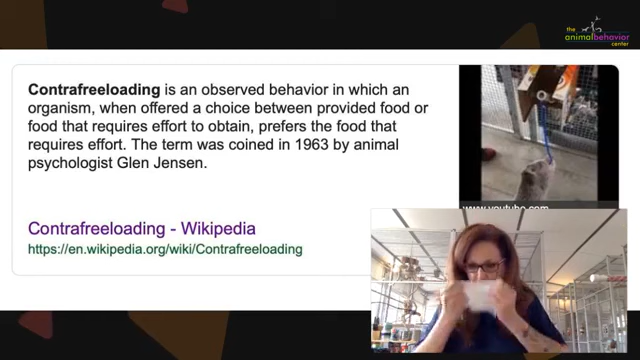 the
animalbehavior
center
Contrafreeloading is an observed behavior in which an
organism, when offered a choice between provided food or
food that requires effort to obtain, prefers the food that
requires effort. The term was coined in 1963 by animal
psychologist Glen Jensen.
www.youtube.com
Contrafreeloading - Wikipedia
https://en.wikipedia.org/wiki/Contrafreeloading